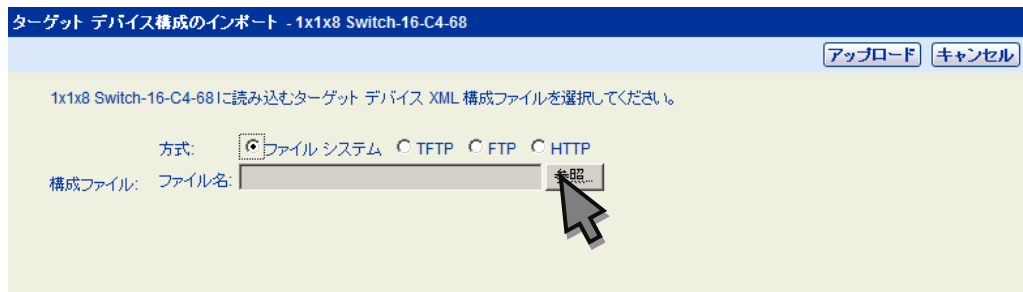 ターゲット デバイス構成のインポート - 1x1x8 Switch-16-C4-68
アップロード キャンセル
1x1x8 Switch-16-C4-68に読み込むターゲット デバイス XML 構成ファイルを選択してください。
方式: ファイル システム TFTP FTP HTTP
構成ファイル: ファイル名: 参照...